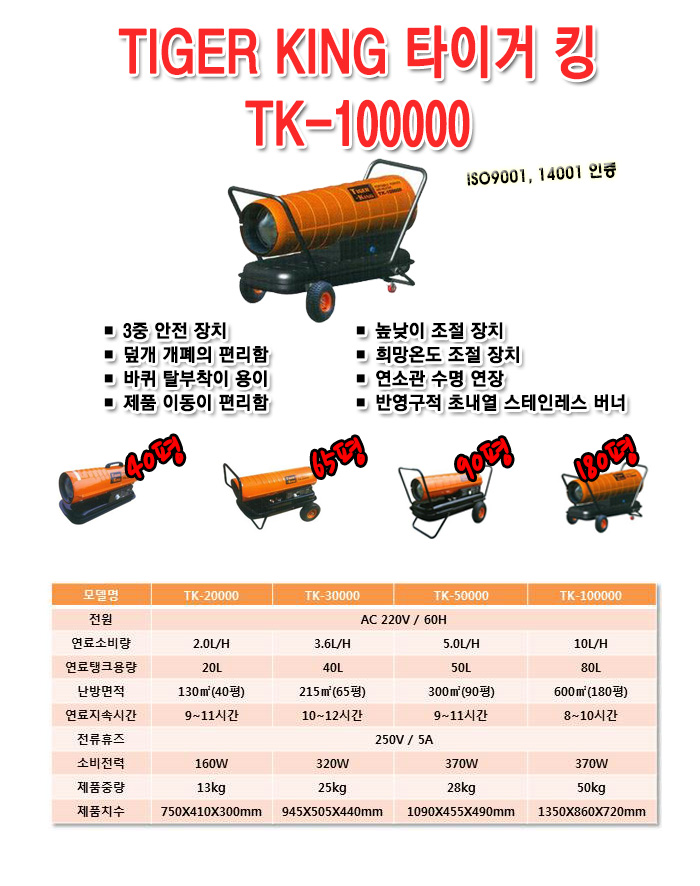 TIGER KING 타이거 킹
TK-100000
ISO9001, 14001 인증
TIGER
KING
TK-100000
■ 3중 안전 장치
■ 높낮이 조절 장치
■ 덮개 개폐의 편리함
■ 희망온도 조절 장치
■ 바퀴 탈부착이 용이
■ 연소관 수명 연장
■ 제품 이동이 편리함
■ 반영구적 초내열 스테인레스 버너
40평 65평 90평 180평
모델명 TK-20000 TK-30000 TK-50000 TK-100000
전원 AC 220V / 60H
연료소비량 2.0L/H 3.6L/H 5.0L/H 10L/H
연료탱크용량 20L 40L 50L 80L
난방면적 130㎡(40평) 215㎡(65평) 300㎡(90평) 600㎡(180평)
연료지속시간 9~11시간 10~12시간 9~11시간 8~10시간
전류휴즈 250V / 5A
소비전력 160W 320W 370W 370W
제품중량 13kg 25kg 28kg 50kg
제품치수 750X410X300mm 945X505X440mm 1090X455X490mm 1350X860X720mm